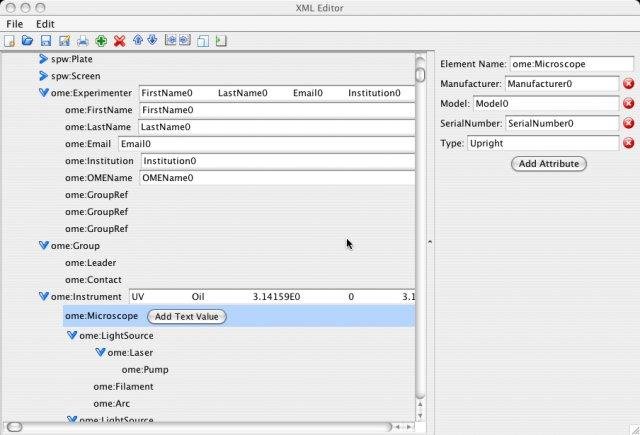 XML Editor
File Edit
spw:Plate
spw:Screen
ome:Experimenter FirstName0 LastName0 Email0 Institution0
ome:FirstName FirstName0
ome:LastName LastName0
ome:Email Email0
ome:Institution Institution0
ome:OMEName OMEName0
ome:GroupRef
ome:GroupRef
ome:GroupRef
ome:Group
ome:Leader
ome:Contact
ome:Instrument UV Oil 3.14159E0 0 3.1
ome:Microscope Add Text Value
ome:LightSource
ome:Laser
ome:Pump
ome:Filament
ome:Arc
ome:LightSource
Element Name: ome:Microscope
Manufacturer: Manufacturer0
Model: Model0
SerialNumber: SerialNumber0
Type: Upright
Add Attribute